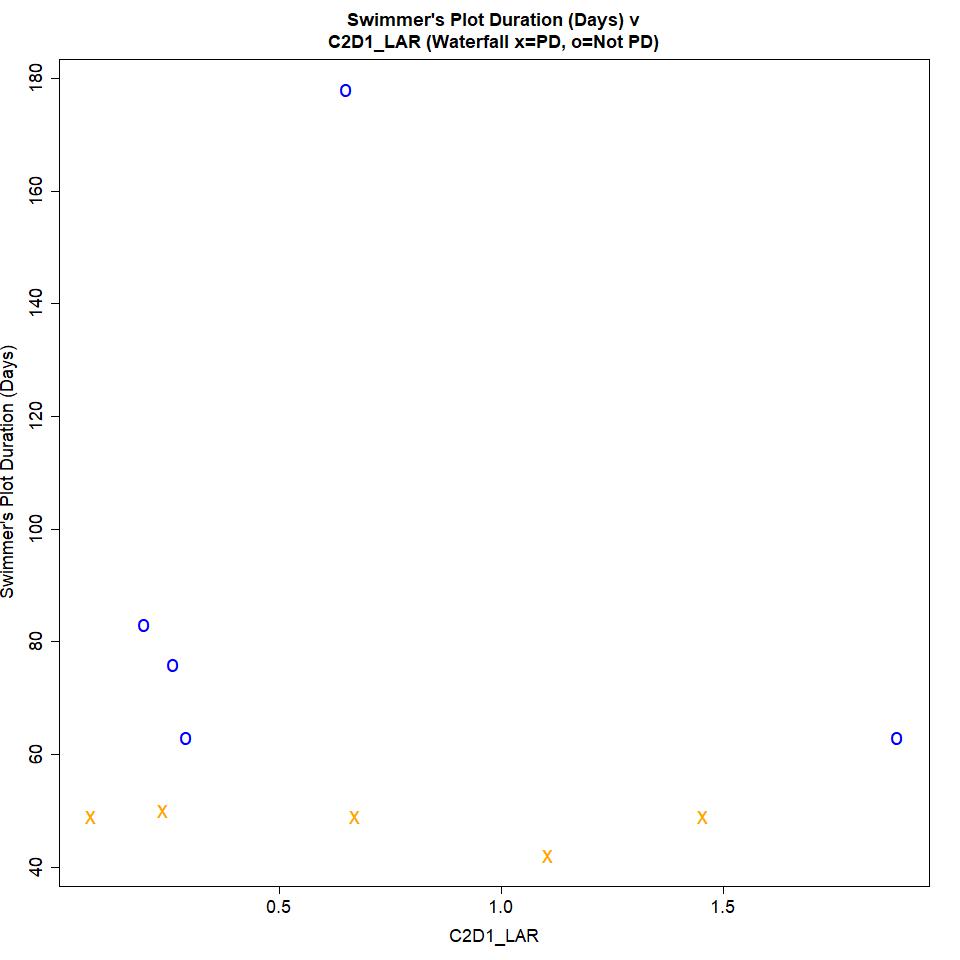 Swimmer's Plot Duration (Days) v
C2D1_LAR (Waterfall x=PD, o=Not PD)
Swimmer's Plot Duration (Days)
180
160
140
120
100
80
60
40
o
o
o
o
o
x
x
x
x
x
0.5
1.0
1.5
C2D1_LAR